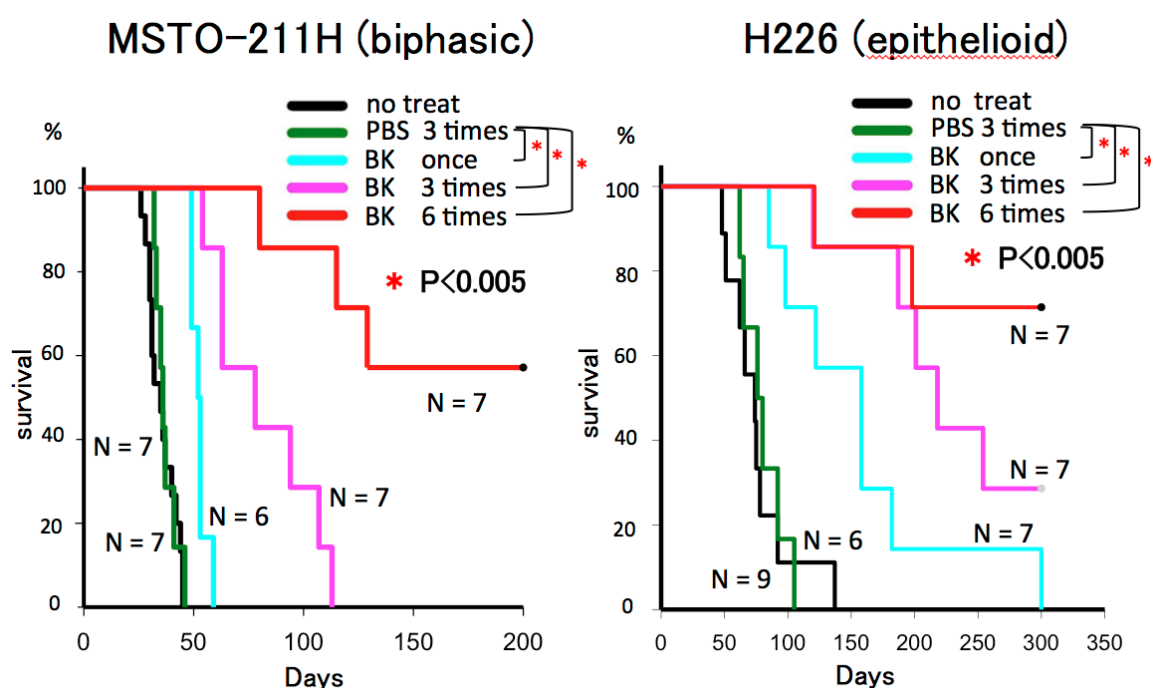 MSTO-211H (biphasic)
no treat
PBS 3 times
BK once
BK 3 times
BK 6 times
* * *
* P<0.005
%
100
80
60
40
20
0
survival
N = 7
N = 7
N = 6
N = 7
N = 7
0 50 100 150 200
Days
H226 (epithelioid)
no treat
PBS 3 times
BK once
BK 3 times
BK 6 times
* * *
* P<0.005
%
100
80
60
40
20
0
survival
N = 7
N = 7
N = 7
N = 6
N = 9
0 50 100 150 200 250 300 350
Days